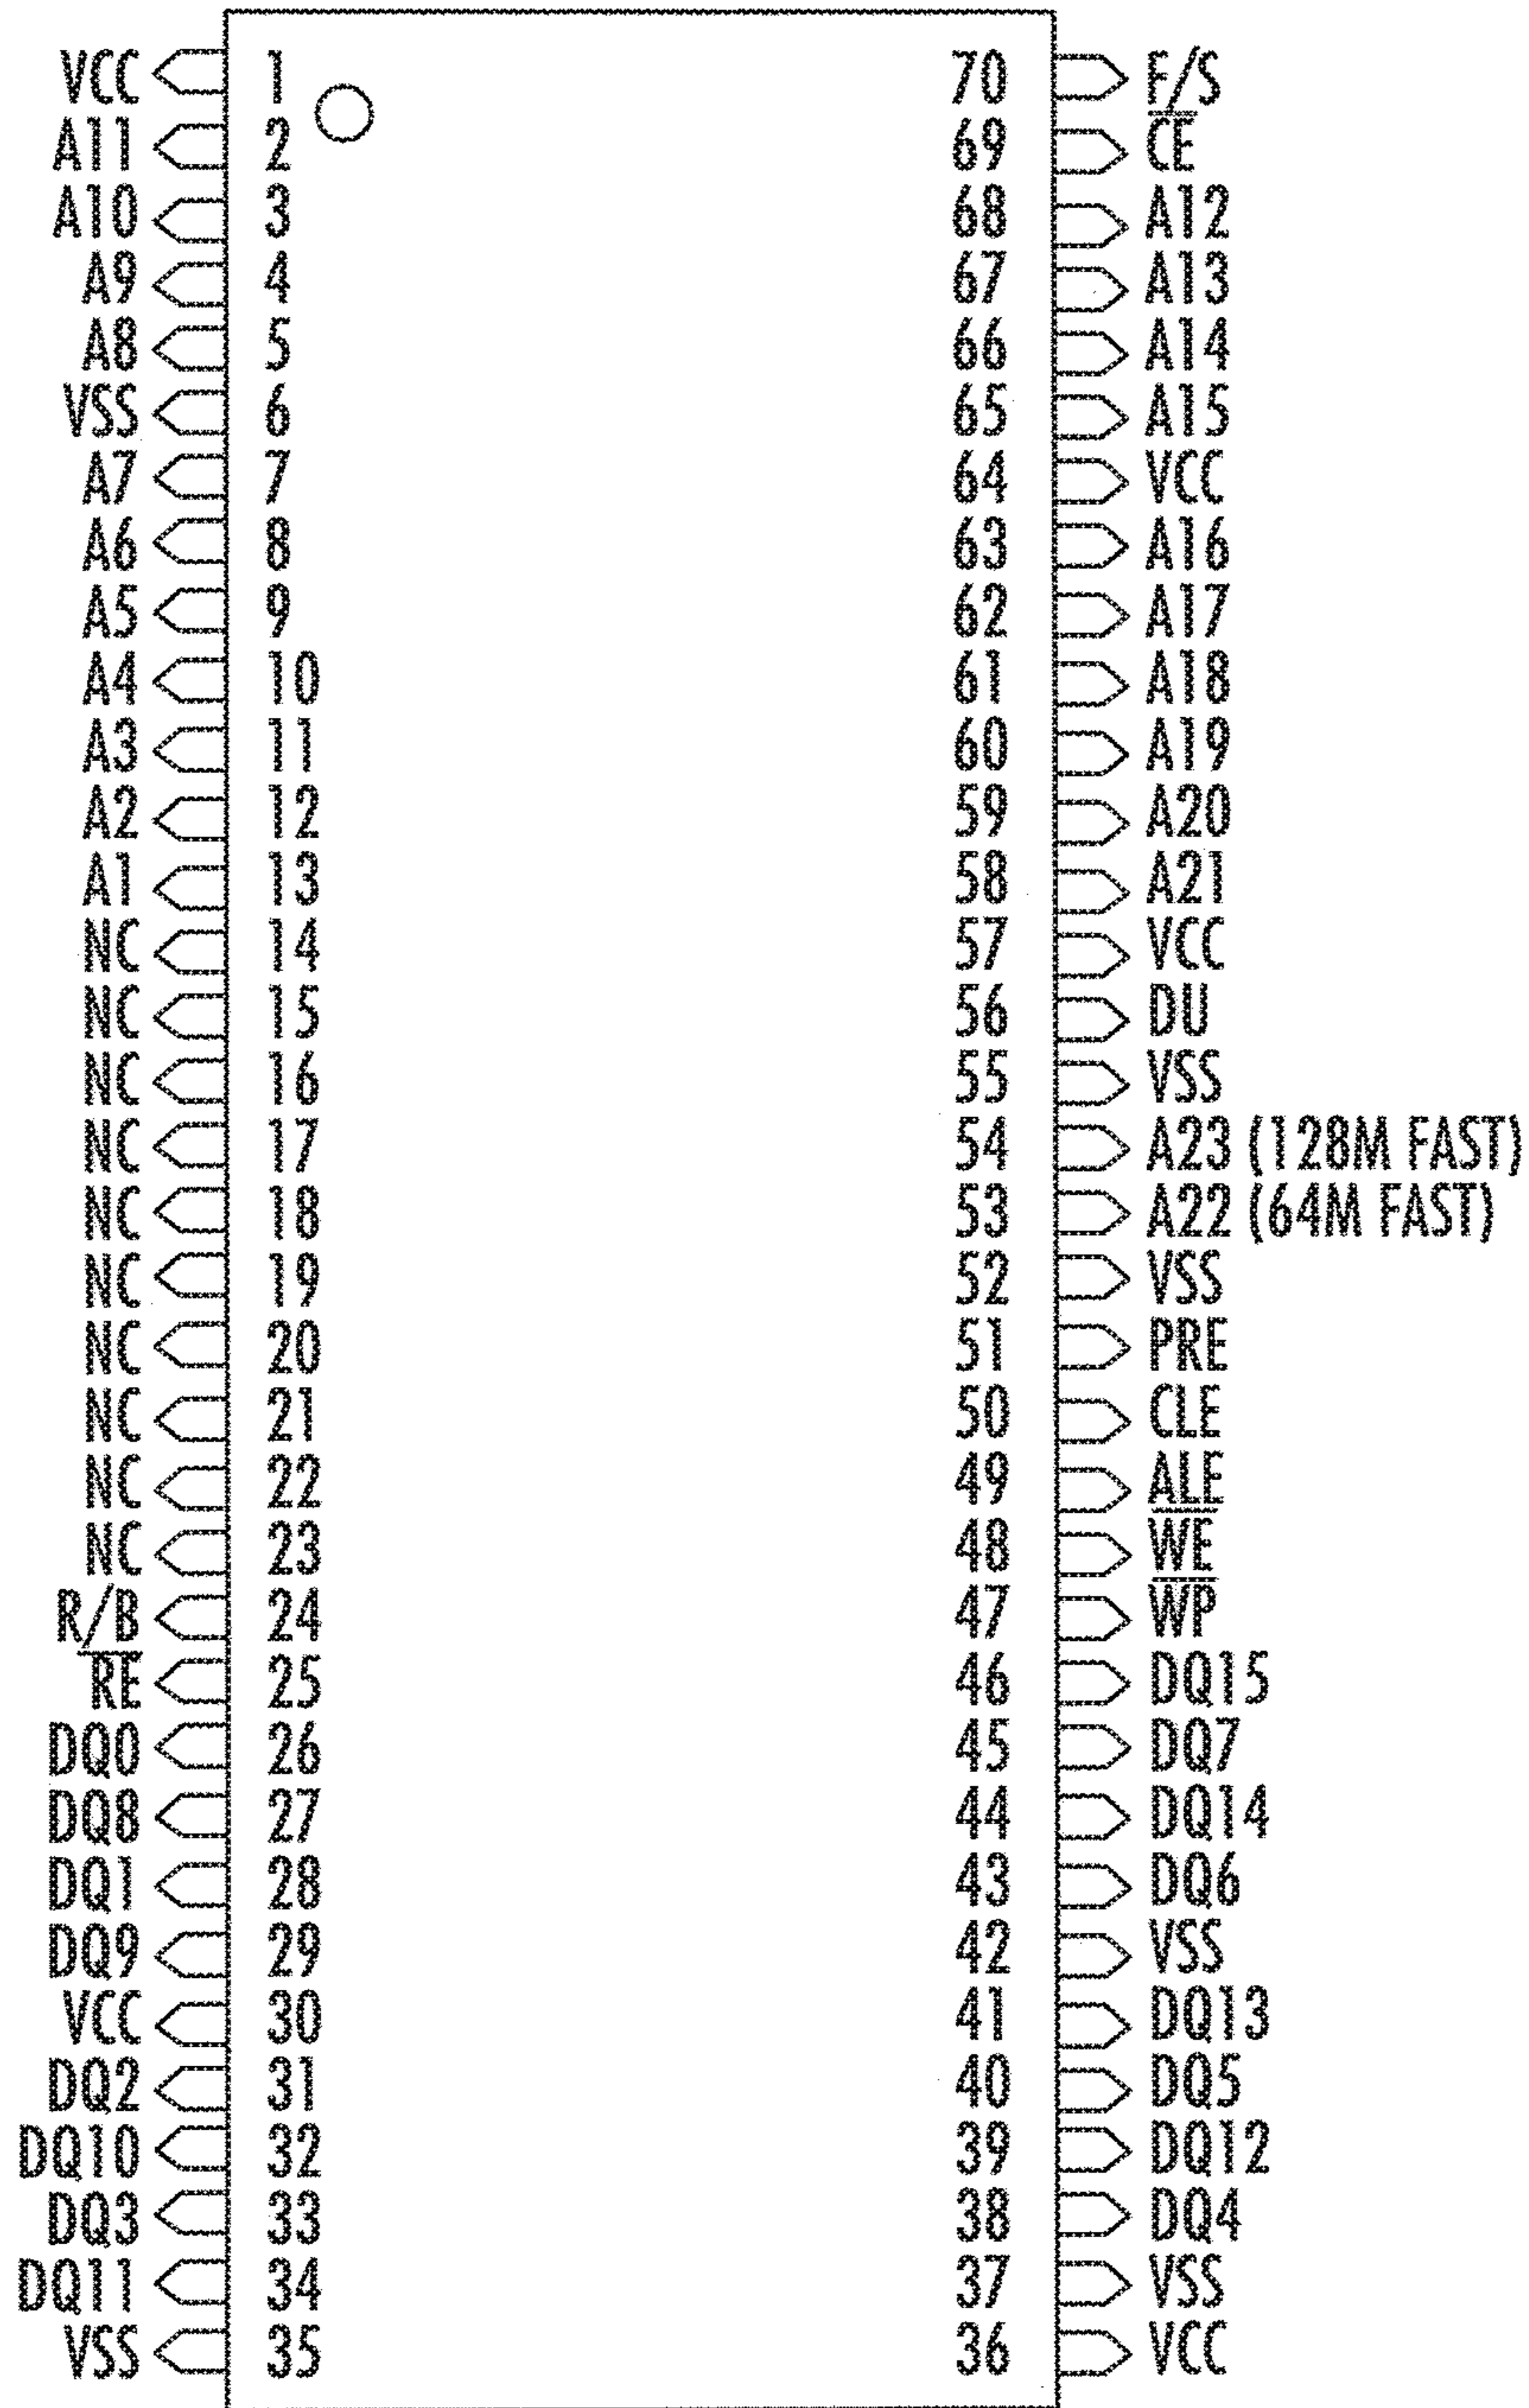 VCC 1 70 F/S
A11 2 69 C̅E̅
A10 3 68 A12
A9 4 67 A13
A8 5 66 A14
VSS 6 65 A15
A7 7 64 VCC
A6 8 63 A16
A5 9 62 A17
A4 10 61 A18
A3 11 60 A19
A2 12 59 A20
A1 13 58 A21
NC 14 57 VCC
NC 15 56 DU
NC 16 55 VSS
NC 17 54 A23 (128M FAST)
NC 18 53 A22 (64M FAST)
NC 19 52 VSS
NC 20 51 PRE
NC 21 50 CLE
NC 22 49 ALE
NC 23 48 W̅E̅
R/B 24 47 W̅P̅
R̅E̅ 25 46 DQ15
DQ0 26 45 DQ7
DQ8 27 44 DQ14
DQ1 28 43 DQ6
DQ9 29 42 VSS
VCC 30 41 DQ13
DQ2 31 40 DQ5
DQ10 32 39 DQ12
DQ3 33 38 DQ4
DQ11 34 37 VSS
VSS 35 36 VCC